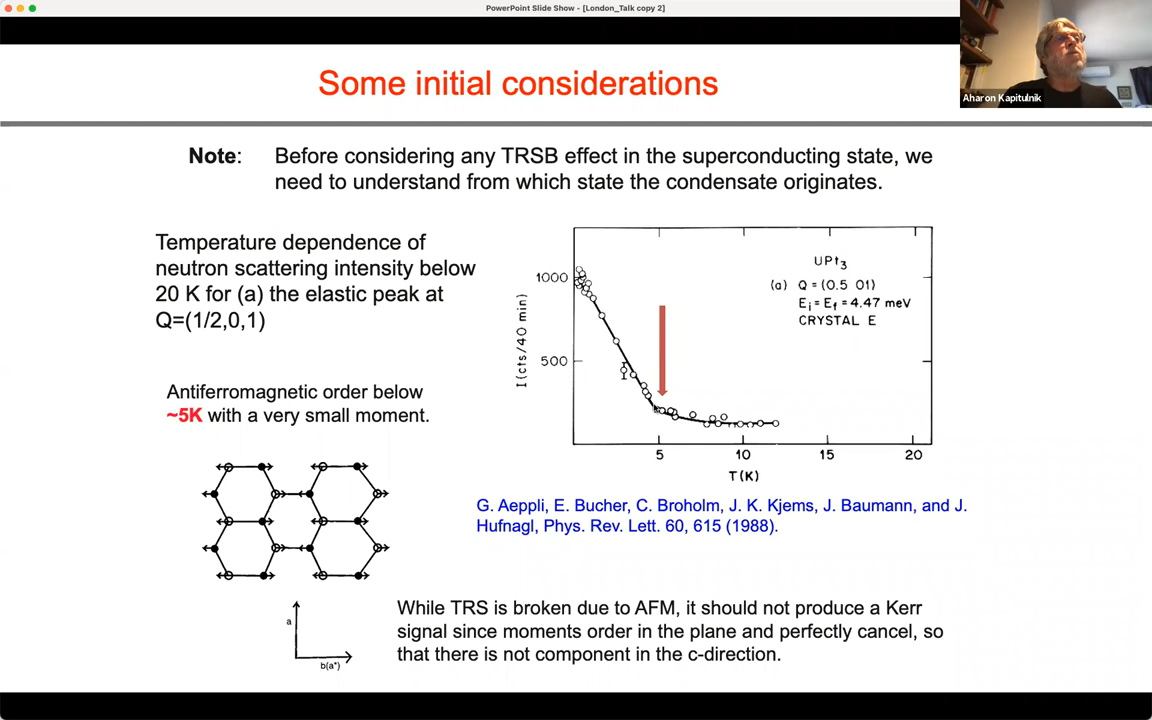 PowerPoint Slide Show - [London_Talk copy 2]
Aharon Kapitulnik
Some initial considerations
Note: Before considering any TRSB effect in the superconducting state, we
need to understand from which state the condensate originates.
Temperature dependence of
neutron scattering intensity below
20 K for (a) the elastic peak at
Q=(1/2,0,1)
Antiferromagnetic order below
~5K with a very small moment.
a
b(a*)
I (cts/40 min)
1000
500
UPt3
(a) Q = (0.5 01)
Ei = Ef = 4.47 meV
CRYSTAL E
5 10 15 20
T(K)
G. Aeppli, E. Bucher, C. Broholm, J. K. Kjems, J. Baumann, and J.
Hufnagl, Phys. Rev. Lett. 60, 615 (1988).
While TRS is broken due to AFM, it should not produce a Kerr
signal since moments order in the plane and perfectly cancel, so
that there is not component in the c-direction.